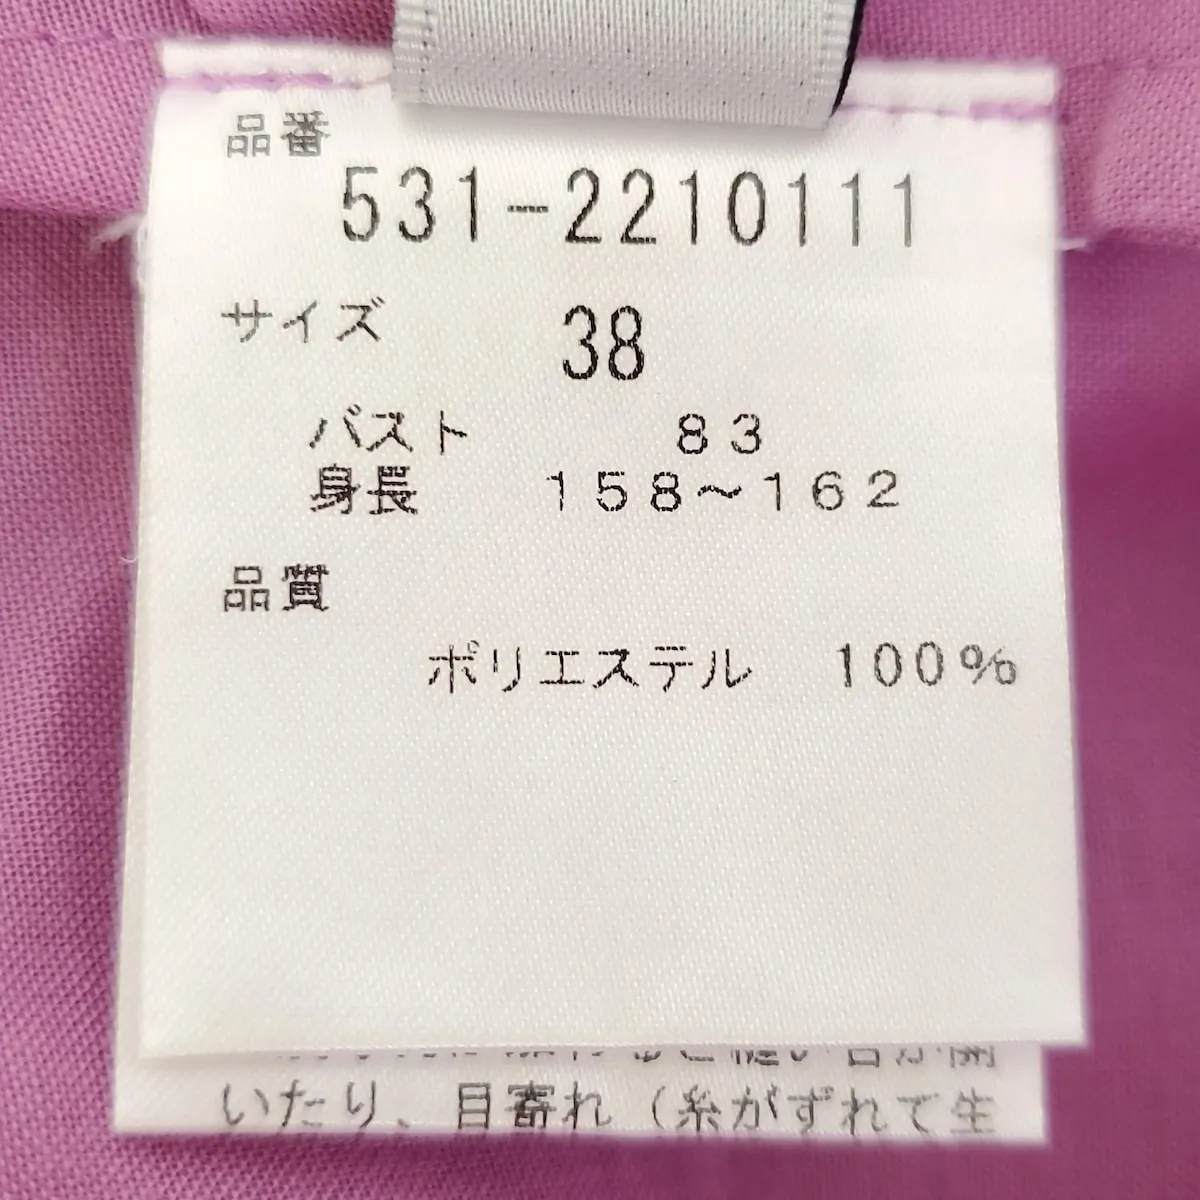 品番
531-2210111
サイズ 38
バスト 83
身長 158～162
品質
ポリエステル 100%
いたり、目寄れ（糸がずれて生